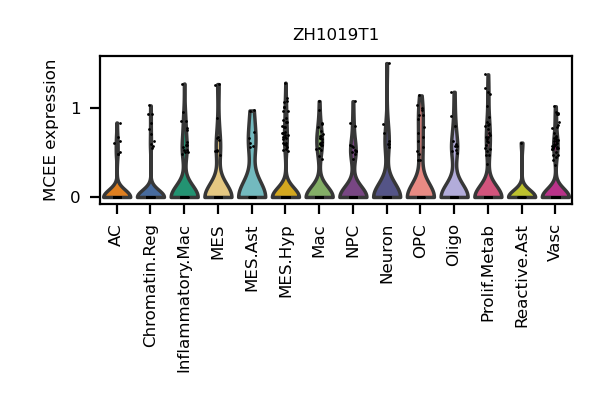 ZH1019T1
MCEE expression
1
0
AC
Chromatin.Reg
Inflammatory.Mac
MES
MES.Ast
MES.Hyp
Mac
NPC
Neuron
OPC
Oligo
Prolif.Metab
Reactive.Ast
Vasc